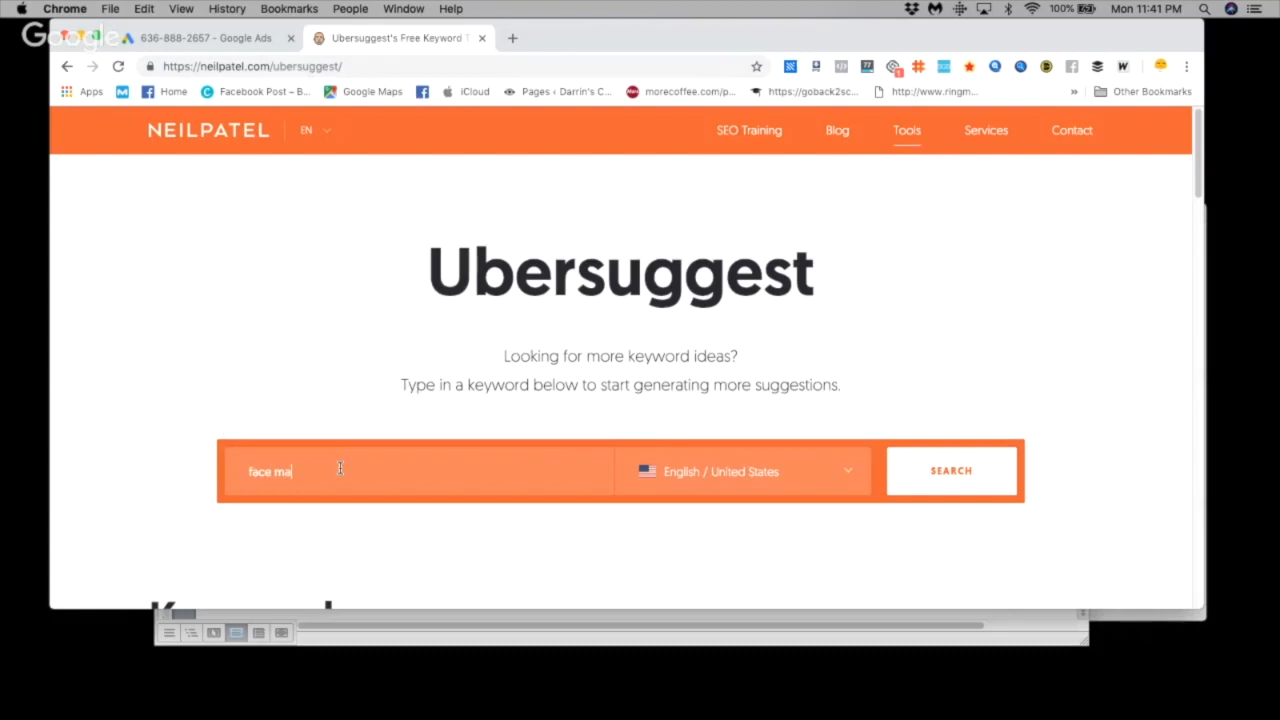 Chrome File Edit View History Bookmarks People Window Help 100% Mon 11:41 PM
Google
636-888-2657 - Google Ads
Ubersuggest's Free Keyword T
https://neilpatel.com/ubersuggest/
Apps Home Facebook Post – B... Google Maps iCloud Pages ‹ Darrin's C... morecoffee.com/p... https://goback2sc... http://www.ringm... » Other Bookmarks
NEILPATEL EN SEO Training Blog Tools Services Contact
Ubersuggest
Looking for more keyword ideas?
Type in a keyword below to start generating more suggestions.
face ma English / United States SEARCH